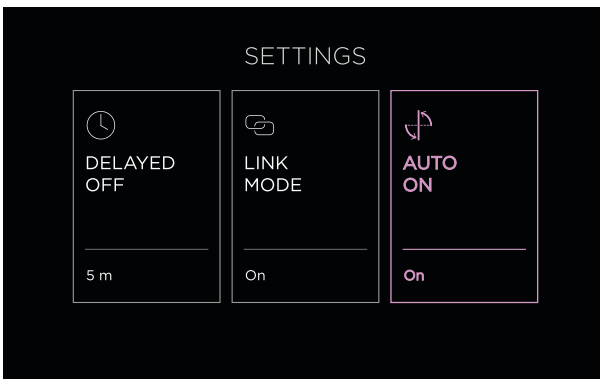 SETTINGS
DELAYED
OFF
5 m
LINK
MODE
On
AUTO
ON
On